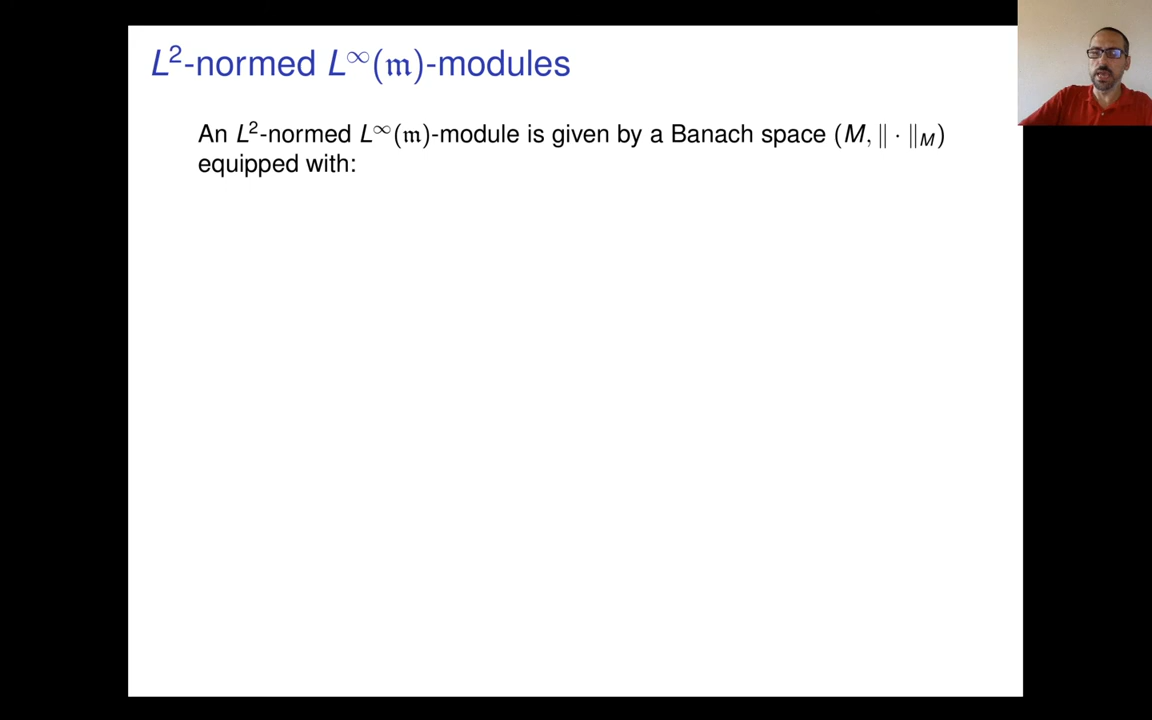 L²-normed L^∞(𝔪)-modules
An L²-normed L^∞(𝔪)-module is given by a Banach space (M, ‖ · ‖_M)
equipped with: